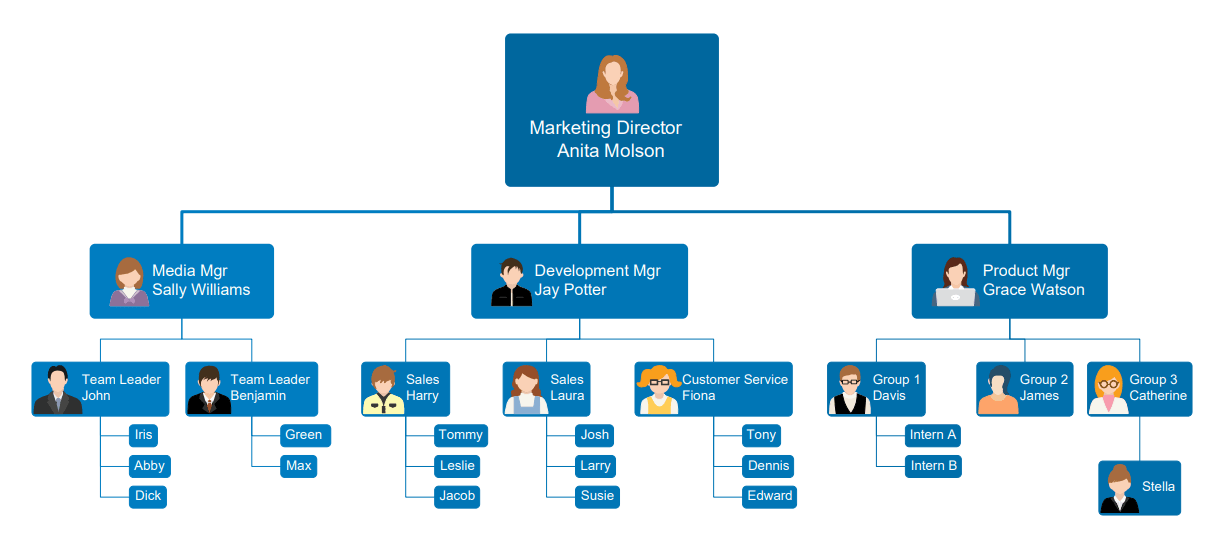 Marketing Director
Anita Molson
Media Mgr
Sally Williams
Development Mgr
Jay Potter
Product Mgr
Grace Watson
Team Leader
John
Team Leader
Benjamin
Sales
Harry
Sales
Laura
Customer Service
Fiona
Group 1
Davis
Group 2
James
Group 3
Catherine
Iris
Abby
Dick
Green
Max
Tommy
Leslie
Jacob
Josh
Larry
Susie
Tony
Dennis
Edward
Intern A
Intern B
Stella